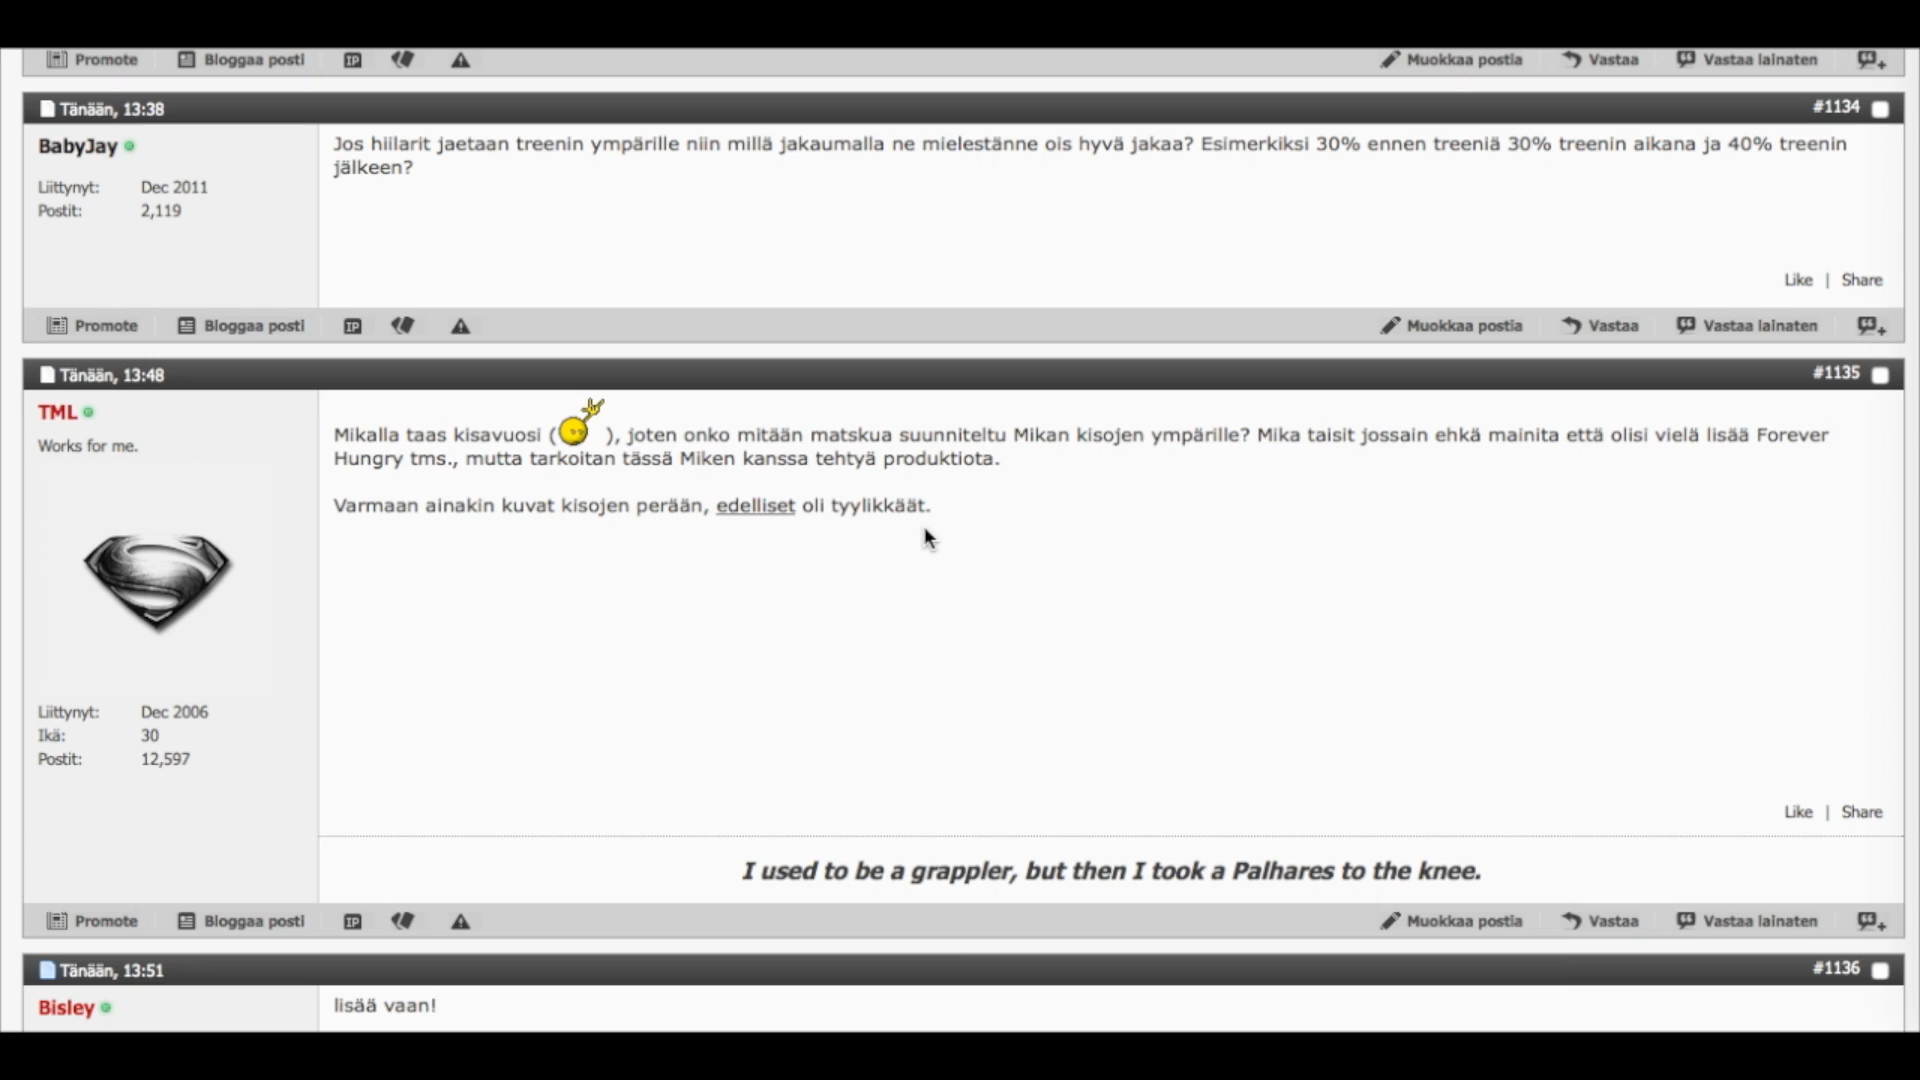 Promote Bloggaa posti IP Muokkaa postia Vastaa Vastaa lainaten
Tänään, 13:38 #1134
BabyJay
Liittynyt: Dec 2011
Postit: 2,119
Jos hiilarit jaetaan treenin ympärille niin millä jakaumalla ne mielestänne ois hyvä jakaa? Esimerkiksi 30% ennen treeniä 30% treenin aikana ja 40% treenin
jälkeen?
Like | Share
Promote Bloggaa posti IP Muokkaa postia Vastaa Vastaa lainaten
Tänään, 13:48 #1135
TML
Works for me.
Liittynyt: Dec 2006
Ikä: 30
Postit: 12,597
Mikalla taas kisavuosi ( ), joten onko mitään matskua suunniteltu Mikan kisojen ympärille? Mika taisit jossain ehkä mainita että olisi vielä lisää Forever
Hungry tms., mutta tarkoitan tässä Miken kanssa tehtyä produktiota.
Varmaan ainakin kuvat kisojen perään, edelliset oli tyylikkäät.
Like | Share
I used to be a grappler, but then I took a Palhares to the knee.
Promote Bloggaa posti IP Muokkaa postia Vastaa Vastaa lainaten
Tänään, 13:51 #1136
Bisley
lisää vaan!